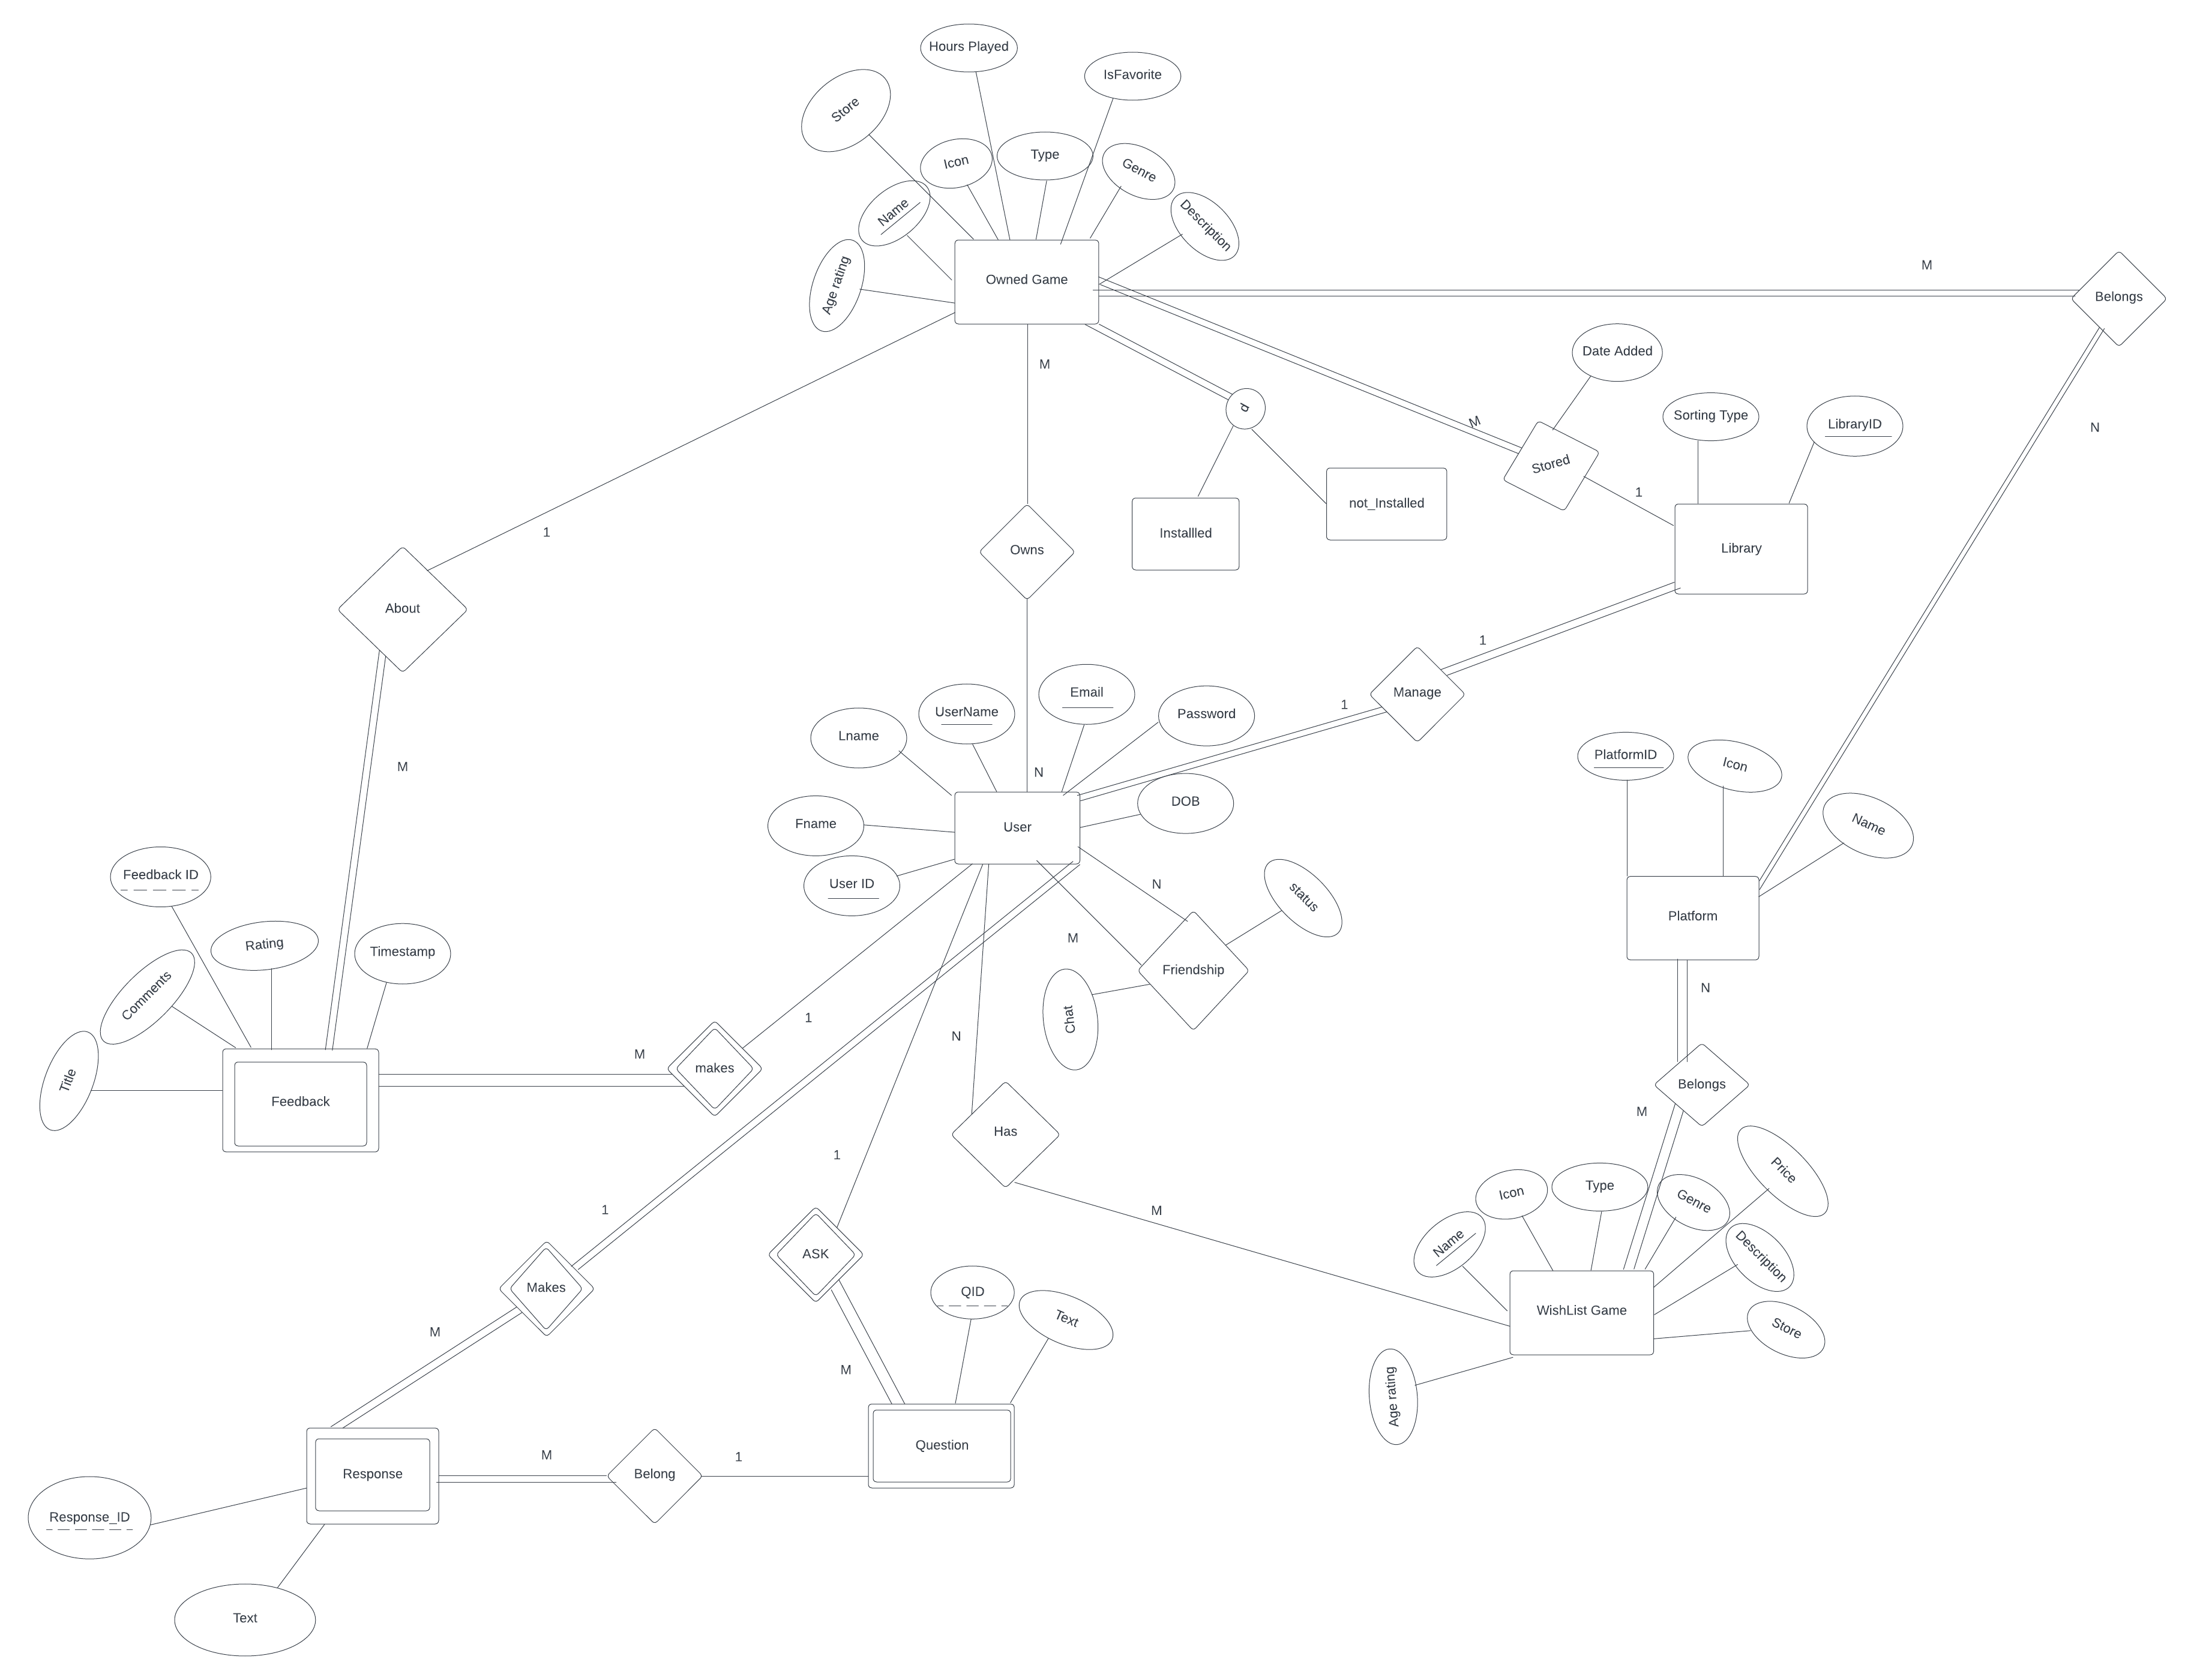 Hours Played
IsFavorite
Store
Icon
Type
Genre
Name
Description
Age rating
Owned Game
M
Belongs
M
Date Added
d
Sorting Type
LibraryID
M
N
Stored
1
not_Installed
Installled
Library
1
Owns
About
1
Manage
1
Email
UserName
Password
Lname
M
N
PlatformID
Icon
DOB
Fname
User
Name
Feedback ID
User ID
N
status
Platform
Rating
Timestamp
M
Friendship
Comments
N
Chat
1
N
M
makes
Title
Feedback
Belongs
M
Has
1
Price
Icon
Type
Genre
1
M
Name
Description
ASK
Makes
QID
Text
WishList Game
Store
M
M
Age rating
Question
M
1
Response
Belong
Response_ID
Text